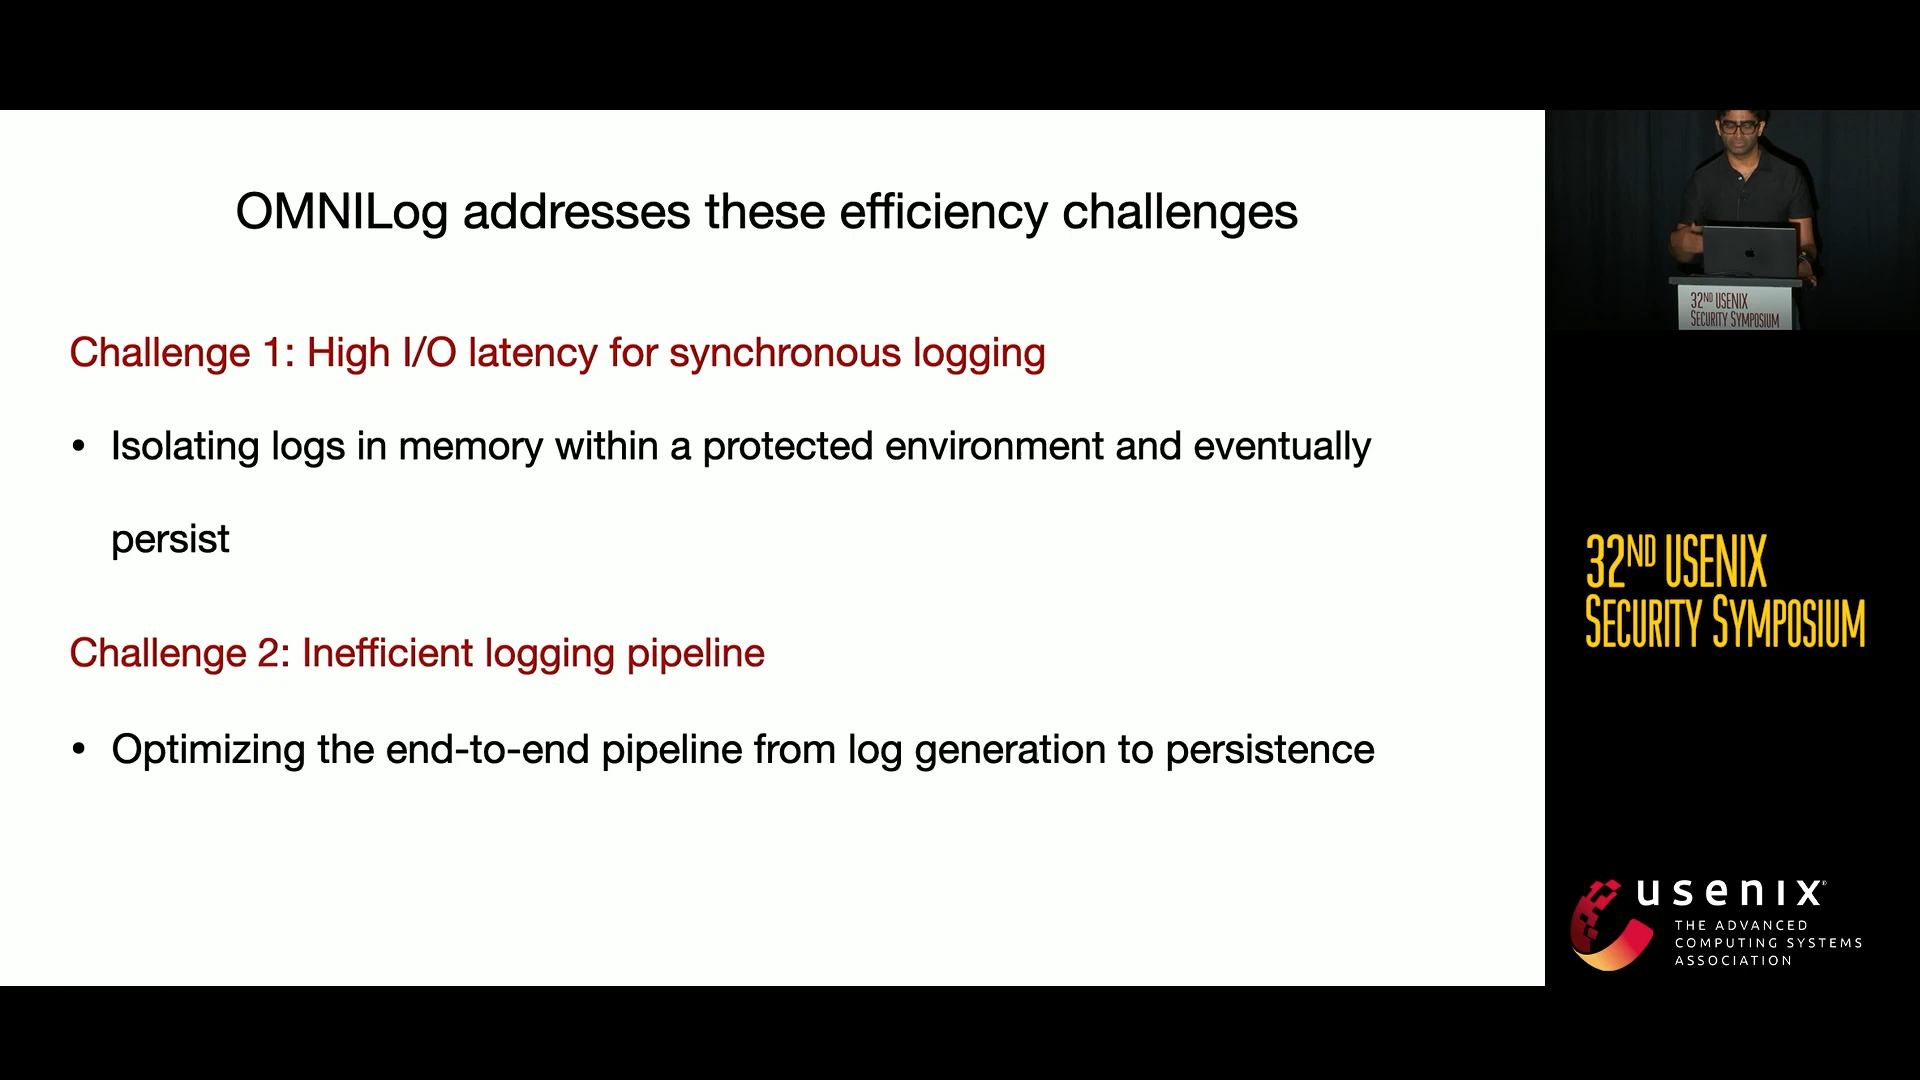 OMNILog addresses these efficiency challenges
Challenge 1: High I/O latency for synchronous logging
• Isolating logs in memory within a protected environment and eventually
persist
Challenge 2: Inefficient logging pipeline
• Optimizing the end-to-end pipeline from log generation to persistence
32ND USENIX
SECURITY SYMPOSIUM
32ND USENIX
SECURITY SYMPOSIUM
usenix®
THE ADVANCED
COMPUTING SYSTEMS
ASSOCIATION